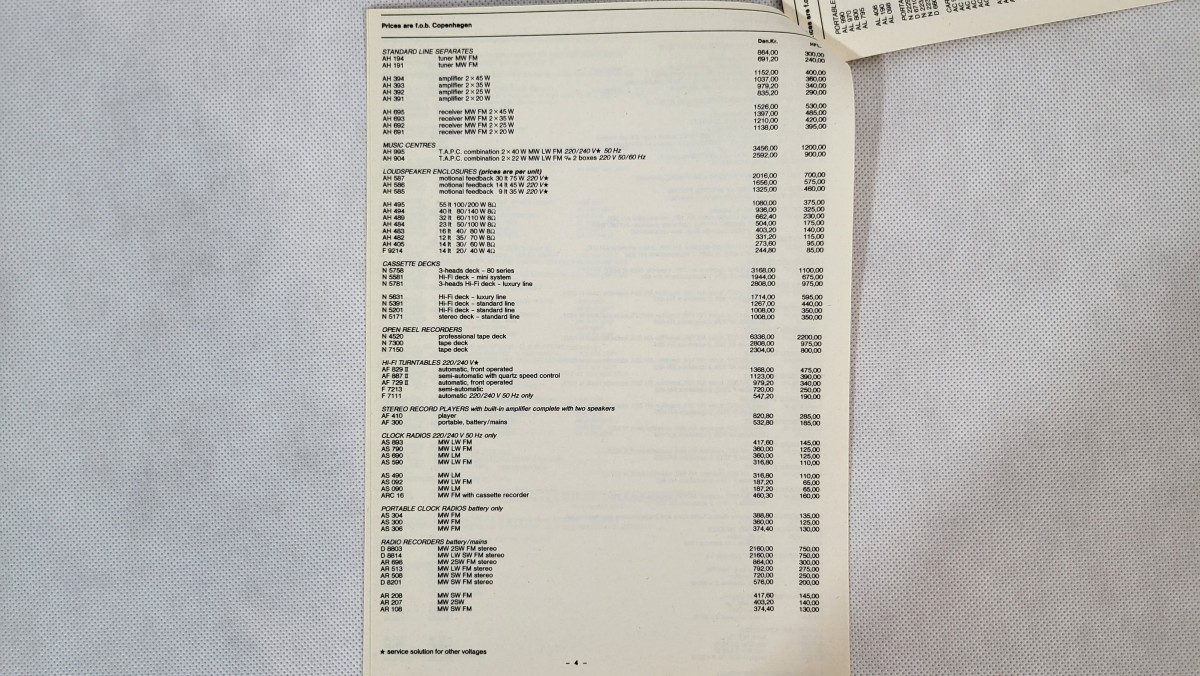 Prices are f.o.b. Copenhagen
Dan.Kr.
STANDARD LINE SEPARATES
AH 194 tuner MW FM 864,00 300,00
AH 191 tuner MW FM 691,20 240,00
AH 394 amplifier 2 × 45 W 1152,00 400,00
AH 393 amplifier 2 × 35 W 1037,00 360,00
AH 392 amplifier 2 × 25 W 979,20 340,00
AH 391 amplifier 2 × 20 W 835,20 290,00
AH 695 receiver MW FM 2 × 45 W 1526,00 530,00
AH 693 receiver MW FM 2 × 35 W 1397,00 485,00
AH 692 receiver MW FM 2 × 25 W 1210,00 420,00
AH 691 receiver MW FM 2 × 20 W 1138,00 395,00
MUSIC CENTRES
AH 995 T.A.P.C. combination 2 × 40 W MW LW FM 220/240 V★ 50 Hz 3456,00 1200,00
AH 904 T.A.P.C. combination 2 × 22 W MW LW FM 2 boxes 220 V 50/60 Hz 2592,00 900,00
LOUDSPEAKER ENCLOSURES (prices are per unit)
AH 587 motional feedback 30 lt 75 W 220 V★ 2016,00 700,00
AH 586 motional feedback 14 lt 45 W 220 V★ 1656,00 575,00
AH 585 motional feedback 9 lt 35 W 220 V★ 1325,00 460,00
AH 495 55 lt 100/200 W 8Ω 1080,00 375,00
AH 494 40 lt 80/140 W 8Ω 936,00 325,00
AH 489 32 lt 60/110 W 8Ω 662,40 230,00
AH 484 23 lt 50/100 W 8Ω 504,00 175,00
AH 483 16 lt 40/ 80 W 8Ω 403,20 140,00
AH 482 12 lt 35/ 70 W 8Ω 331,20 115,00
AH 406 14 lt 30/ 60 W 8Ω 273,60 95,00
F 9214 14 lt 20/ 40 W 4Ω 244,80 85,00
CASSETTE DECKS
N 5758 3-heads deck - 80 series 3168,00 1100,00
N 5581 Hi-Fi deck - mini system 1944,00 675,00
N 5781 3-heads Hi-Fi deck - luxury line 2808,00 975,00
N 5631 Hi-Fi deck - luxury line 1714,00 595,00
N 5391 Hi-Fi deck - standard line 1267,00 440,00
N 5201 Hi-Fi deck - standard line 1008,00 350,00
N 5171 stereo deck - standard line 1008,00 350,00
OPEN REEL RECORDERS
N 4520 professional tape deck 6336,00 2200,00
N 7300 tape deck 2808,00 975,00
N 7150 tape deck 2304,00 800,00
HI-FI TURNTABLES 220/240 V★
AF 829 II automatic, front operated 1368,00 475,00
AF 887 II semi-automatic with quartz speed control 1123,00 390,00
AF 729 II automatic, front operated 979,20 340,00
F 7213 semi-automatic 720,00 250,00
F 7111 automatic 220/240 V 50 Hz only 547,20 190,00
STEREO RECORD PLAYERS with built-in amplifier complete with two speakers
AF 410 player 820,80 285,00
AF 300 portable, battery/mains 532,80 185,00
CLOCK RADIOS 220/240 V 50 Hz only
AS 893 MW LW FM 417,60 145,00
AS 790 MW LW FM 360,00 125,00
AS 690 MW LM 360,00 125,00
AS 590 MW LW FM 316,80 110,00
AS 490 MW LM 316,80 110,00
AS 092 MW LW FM 187,20 65,00
AS 090 MW LM 187,20 65,00
ARC 16 MW FM with cassette recorder 460,30 160,00
PORTABLE CLOCK RADIOS battery only
AS 304 MW FM 388,80 135,00
AS 300 MW FM 360,00 125,00
AS 306 MW FM 374,40 130,00
RADIO RECORDERS battery/mains
D 8803 MW 2SW FM stereo 2160,00 750,00
D 8614 MW LW SW FM stereo 2160,00 750,00
AR 698 MW 2SW FM stereo 864,00 300,00
AR 513 MW LW FM stereo 792,00 275,00
AR 508 MW SW FM stereo 720,00 250,00
D 8201 MW SW FM stereo 576,00 200,00
AR 208 MW SW FM 417,60 145,00
AR 207 MW 2SW 403,20 140,00
AR 108 MW SW FM 374,40 130,00
★ service solution for other voltages
- 4 -
PORTABLE
AL 990
AL 970
AL 800
AL 795
AL 406
AL 190
AL 098